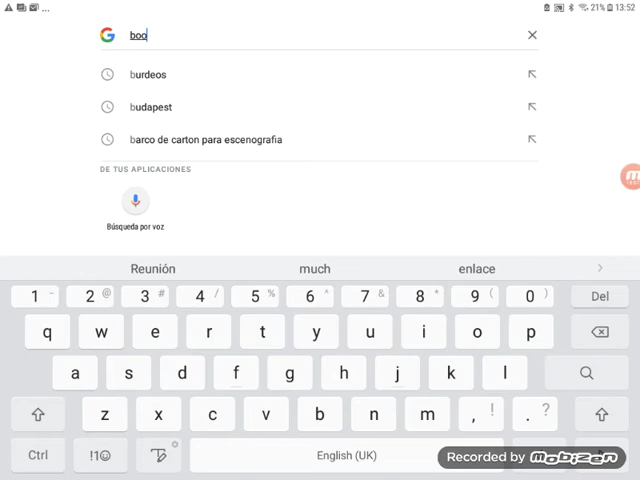 ... 21% 13:52
boo
burdeos
budapest
barco de carton para escenografia
DE TUS APLICACIONES
Búsqueda por voz
Reunión much enlace
1 - 2 @ 3 # 4 / 5 % 6 ^ 7 & 8 * 9 ( 0 ) Del
q w e r t y u i o p
a s d f g h j k l
z x c v b n m , ! . ?
Ctrl !1☺ T English (UK)
Recorded by MOBIZEN